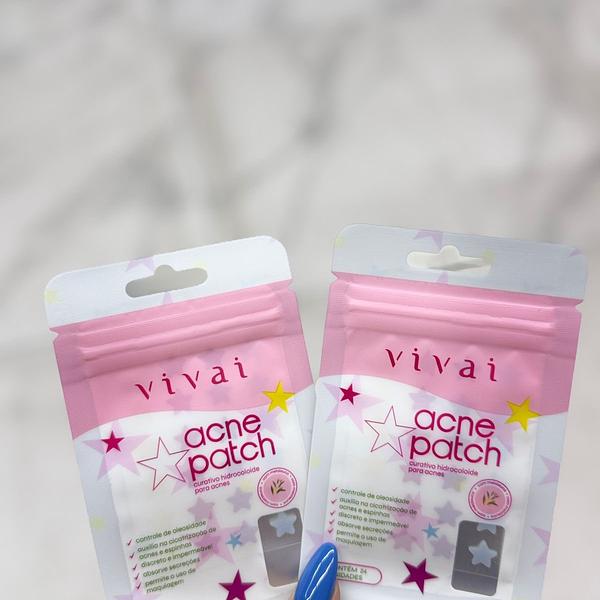 vivai
acne
patch
curativo hidrocoloide
para acnes
controle de oleosidade
auxilia na cicatrização de
acnes e espinhas
discreto e impermeável
absorve secreções
permite o uso de
maquiagem
vivai
acne
patch
curativo hidrocoloide
para acnes
controle de oleosidade
auxilia na cicatrização de
acnes e espinhas
discreto e impermeável
absorve secreções
permite o uso de
maquiagem